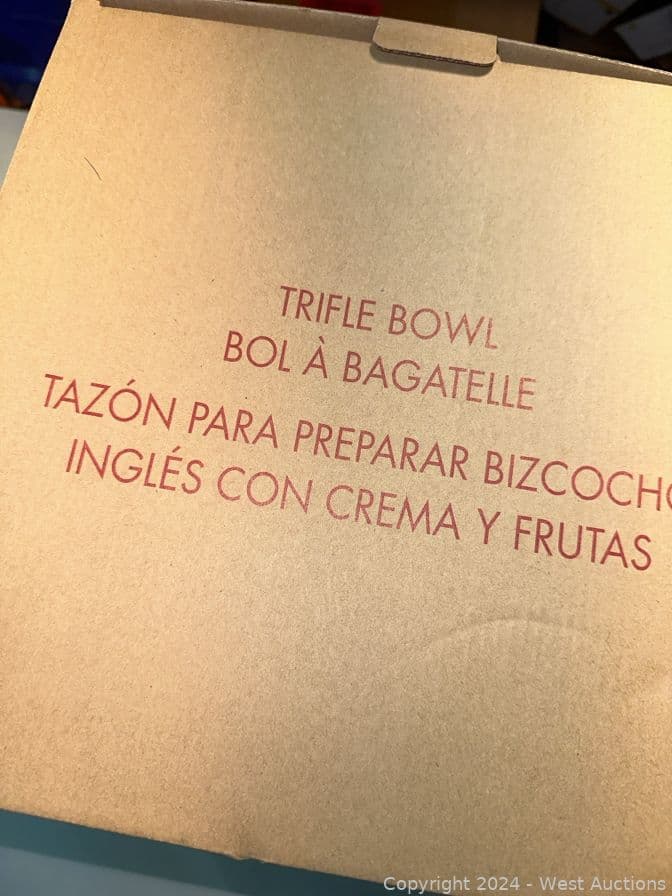 TRIFLE BOWL
BOL À BAGATELLE
TAZÓN PARA PREPARAR BIZCOCHO
INGLÉS CON CREMA Y FRUTAS
Copyright 2024 - West Auctions